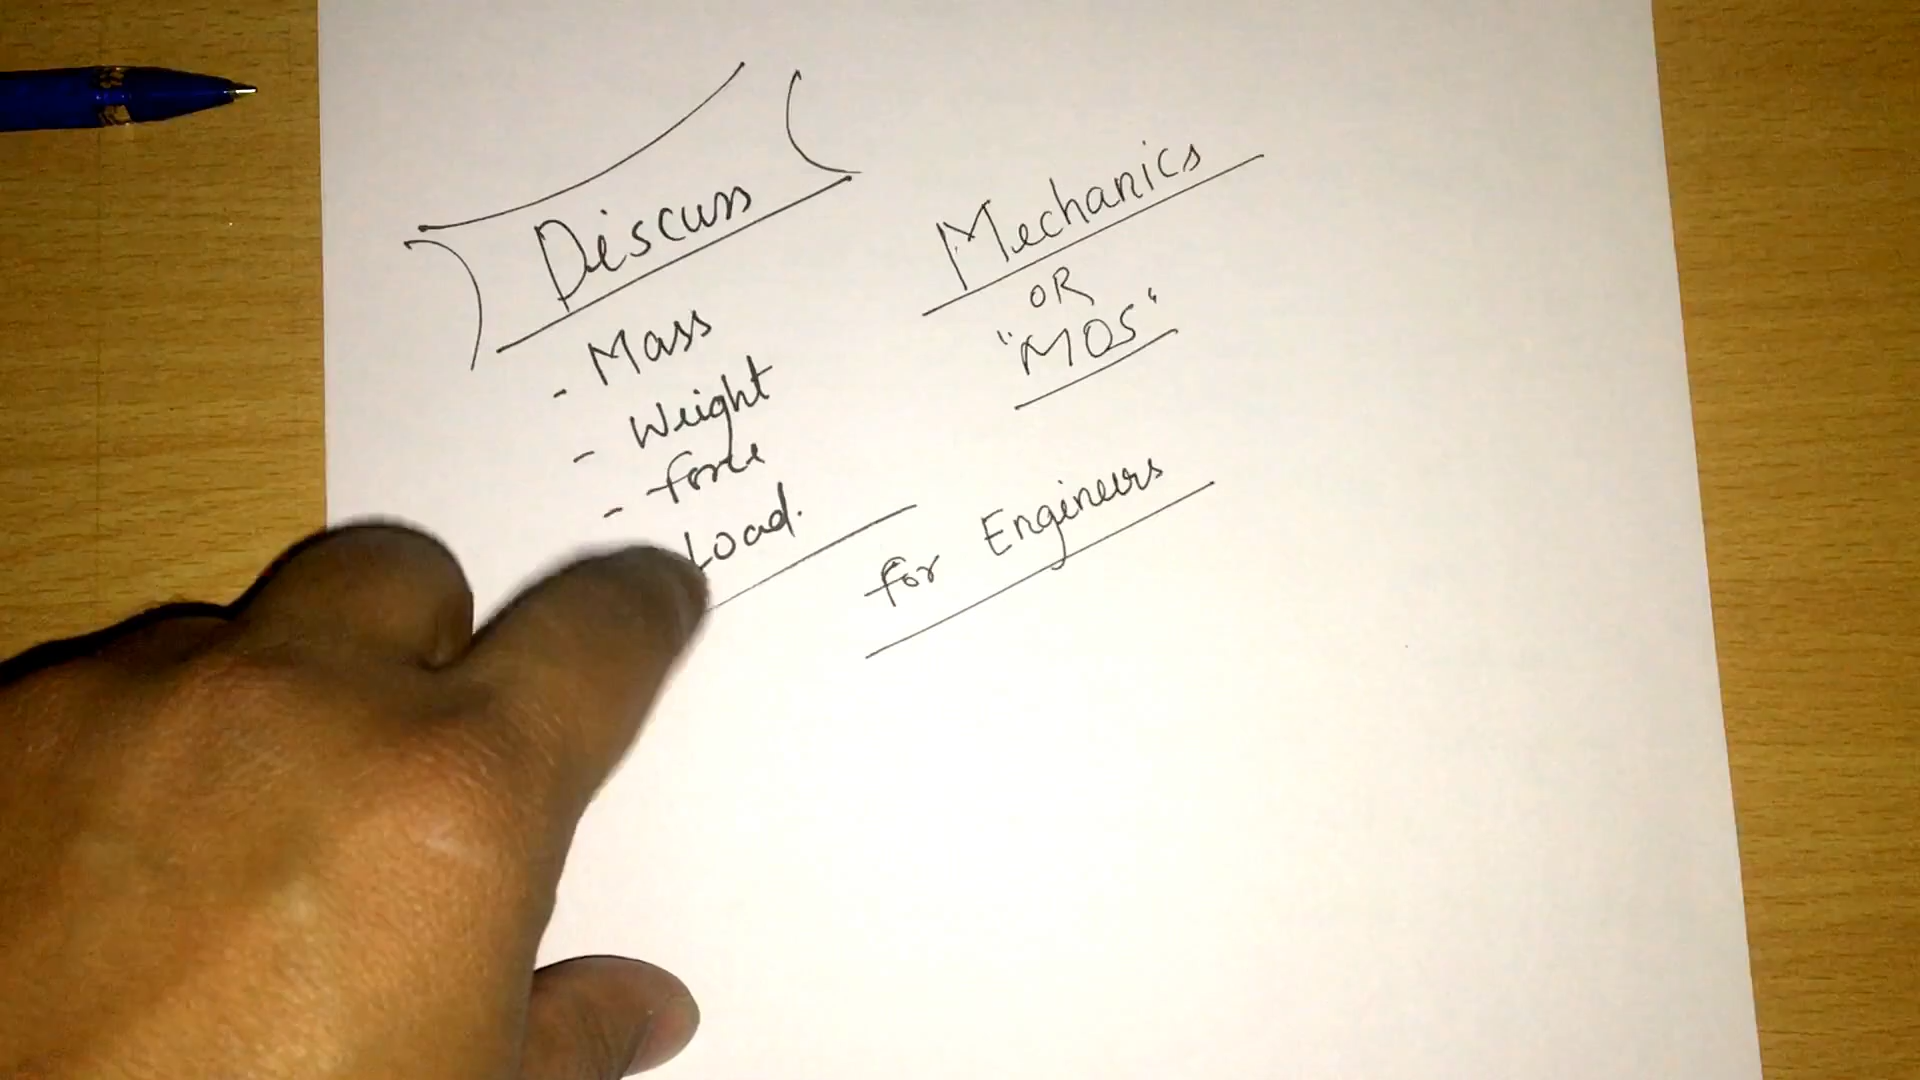 Discuss
- Mass
- Weight
- force
Load.
Mechanics
OR
"MOS"
for Engineers